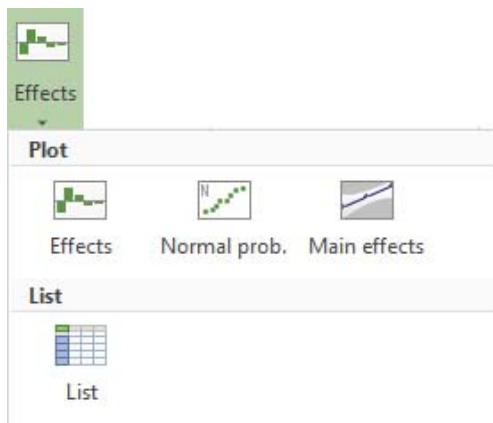 Effects
Plot
N
Effects Normal prob. Main effects
List
List